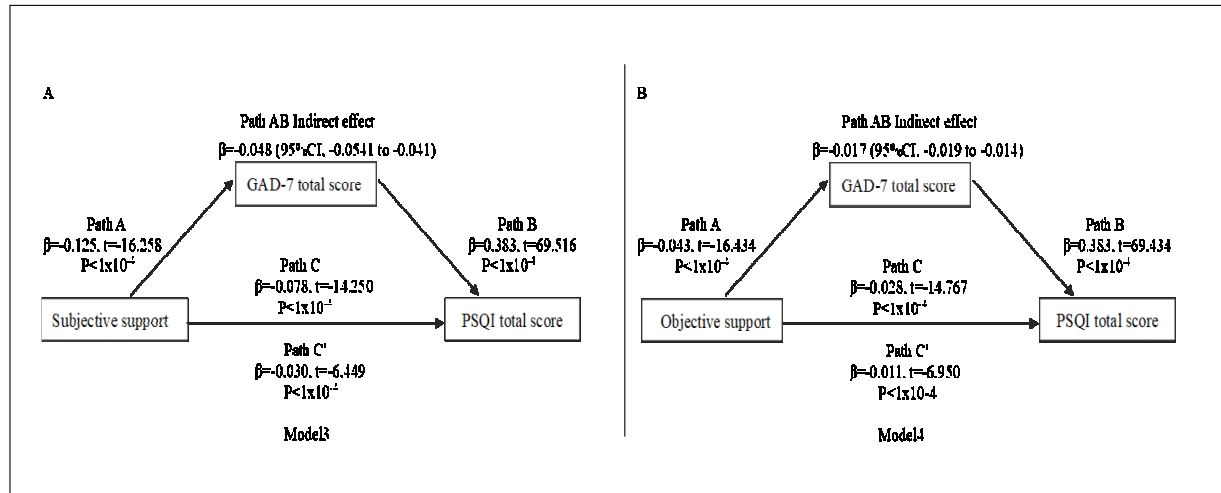 A
Path AB Indirect effect
β=-0.048 (95%CI, -0.0541 to -0.041)
GAD-7 total score
Path A
β=-0.125, t=-16.258
Path B
β=0.383, t=69.516
Path C
β=-0.078, t=-14.250
Subjective support
PSQI total score
Path C'
β=-0.030, t=-6.449
Model3
B
Path AB Indirect effect
β=-0.017 (95%CI, -0.019 to -0.014)
GAD-7 total score
Path A
β=-0.043, t=-16.434
Path B
β=0.383, t=69.434
Path C
β=-0.028, t=-14.767
Objective support
PSQI total score
Path C'
β=-0.011, t=-6.950
P<1x10-4
Model4